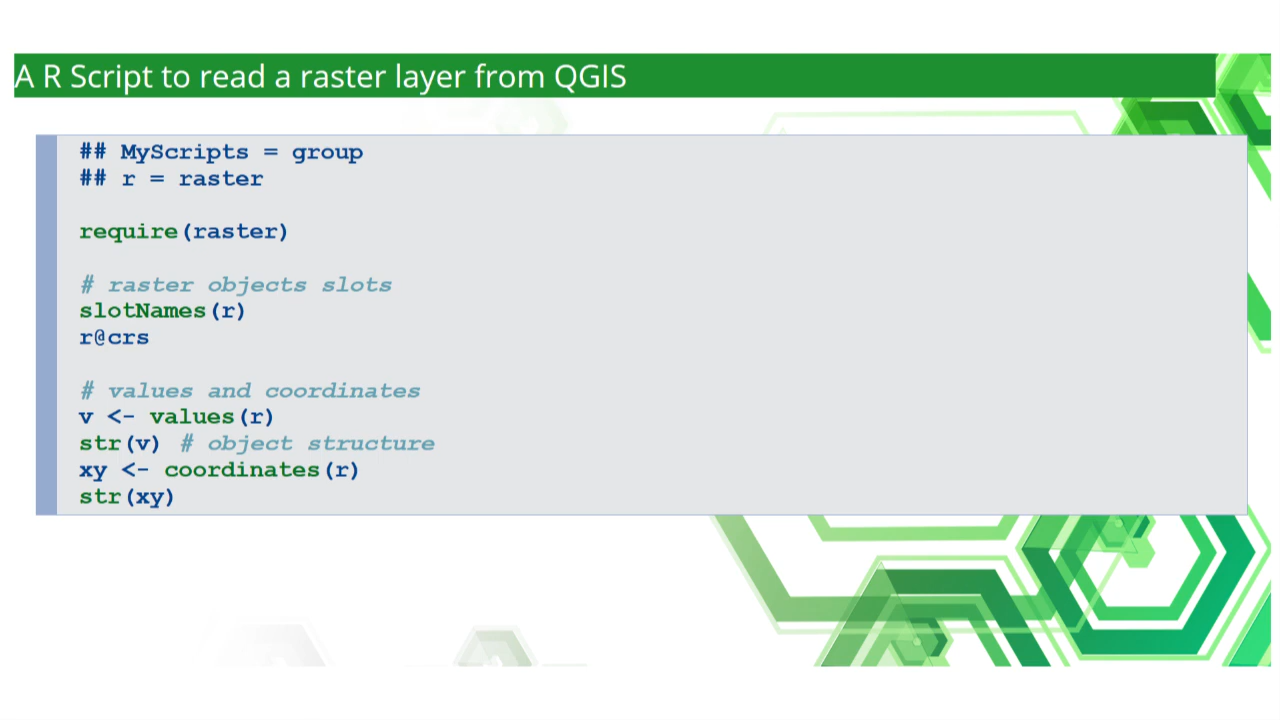 A R Script to read a raster layer from QGIS
## MyScripts = group
## r = raster
require(raster)
# raster objects slots
slotNames(r)
r@crs
# values and coordinates
v <- values(r)
str(v) # object structure
xy <- coordinates(r)
str(xy)